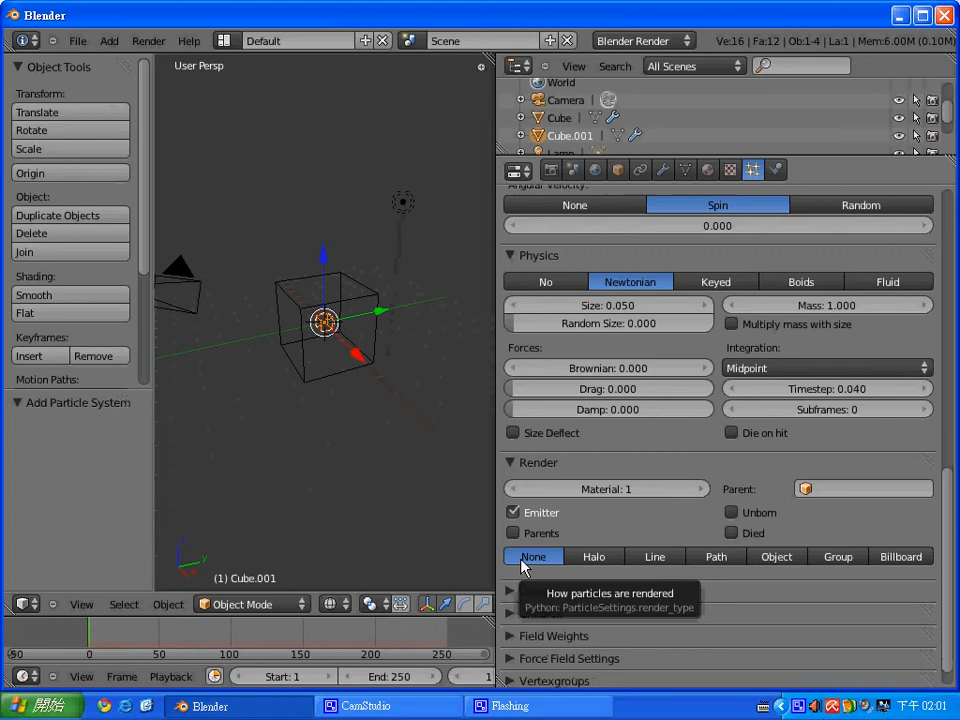 Blender
File Add Render Help Default Scene Blender Render Ve:16 | Fa:12 | Ob:1-4 | La:1 | Mem:6.00M (0.10M)
Object Tools
Transform:
Translate
Rotate
Scale
Origin
Object:
Duplicate Objects
Delete
Join
Shading:
Smooth
Flat
Keyframes:
Insert Remove
Motion Paths:
Add Particle System
User Persp
(1) Cube.001
View Select Object Object Mode
0 50 100 150 200 250
View Frame Playback Start: 1 End: 250 1
View Search All Scenes
World
Camera
Cube
Cube.001
Lamp
Angular Velocity:
None Spin Random
0.000
Physics
No Newtonian Keyed Boids Fluid
Size: 0.050 Mass: 1.000
Random Size: 0.000 Multiply mass with size
Forces: Integration:
Brownian: 0.000 Midpoint
Drag: 0.000 Timestep: 0.040
Damp: 0.000 Subframes: 0
Size Deflect Die on hit
Render
Material: 1 Parent:
Emitter Unborn
Parents Died
None Halo Line Path Object Group Billboard
How particles are rendered
Python: ParticleSettings.render_type
Field Weights
Force Field Settings
Vertexgroups
開始 Blender CamStudio Flashing 下午 02:01